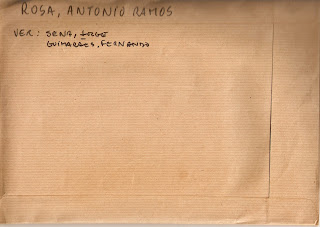 ROSA, ANTONIO RAMOS
VER: SENA, JORGE
GUIMARÃES, FERNANDO